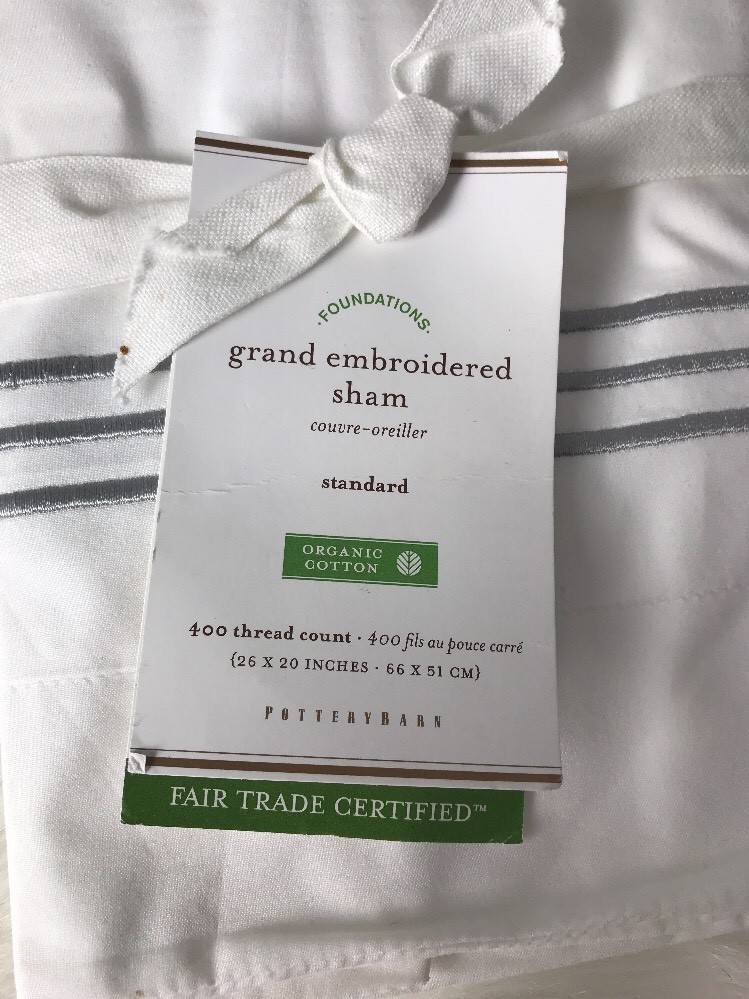 ·FOUNDATIONS·
grand embroidered
sham
couvre-oreiller
standard
ORGANIC
COTTON
400 thread count · 400 fils au pouce carré
{26 X 20 INCHES · 66 X 51 CM}
POTTERYBARN
FAIR TRADE CERTIFIED™